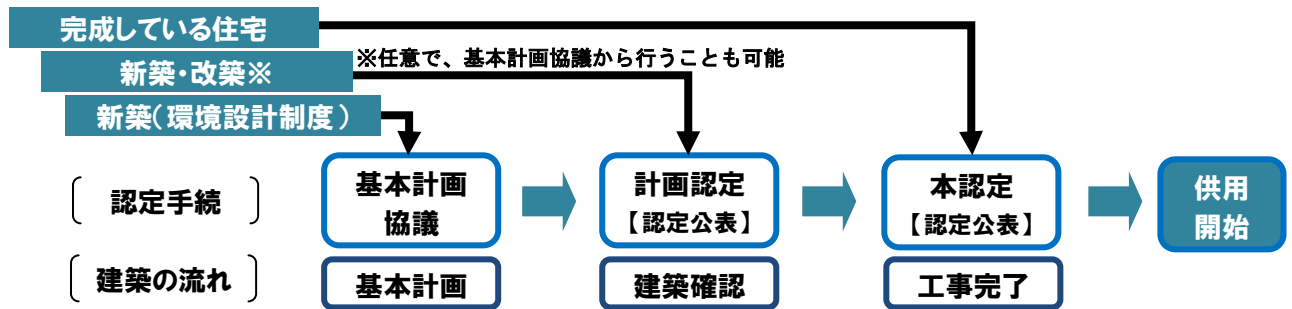 完成している住宅
※任意で、基本計画協議から行うことも可能
新築・改築※
新築(環境設計制度)
〔 認定手続 〕
基本計画
協議
計画認定
【認定公表】
本認定
【認定公表】
供用
開始
〔 建築の流れ 〕
基本計画
建築確認
工事完了